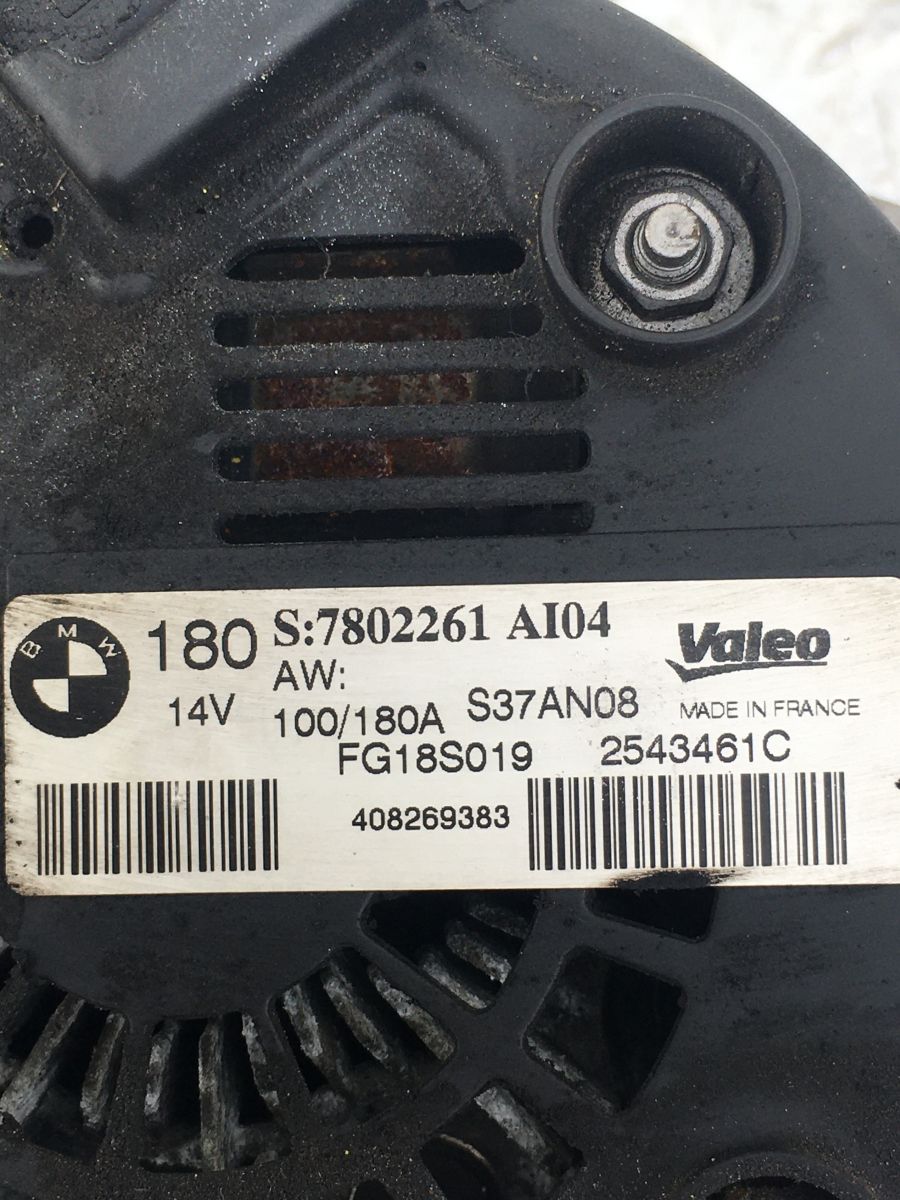 BMW
180 S:7802261 AI04
Valeo
AW:
14V 100/180A S37AN08 MADE IN FRANCE
FG18S019 2543461C
408269383